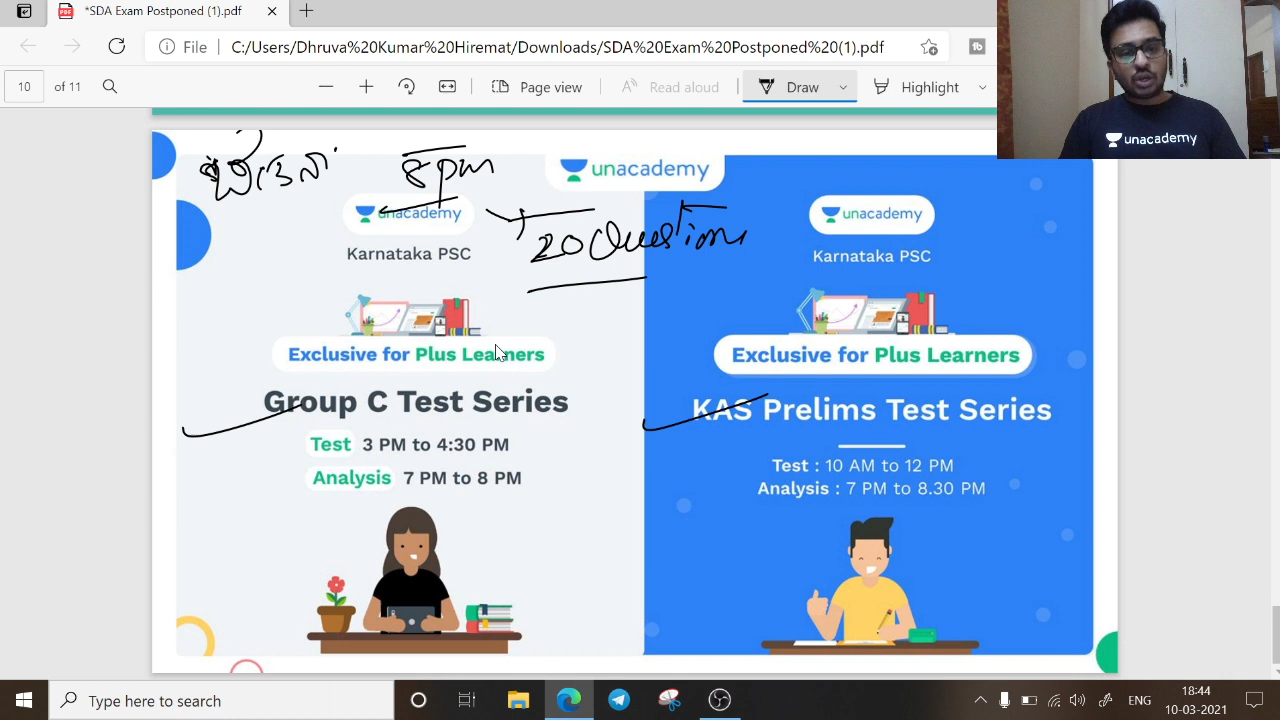 *SDA Exam Postponed (1).pdf
File C:/Users/Dhruva%20Kumar%20Hiremat/Downloads/SDA%20Exam%20Postponed%20(1).pdf
10 of 11 Page view Read aloud Draw Highlight
unacademy
8pm
unacademy
20 Questions
unacademy
Karnataka PSC
Exclusive for Plus Learners
Group C Test Series
Test 3 PM to 4:30 PM
Analysis 7 PM to 8 PM
unacademy
Karnataka PSC
Exclusive for Plus Learners
KAS Prelims Test Series
Test : 10 AM to 12 PM
Analysis : 7 PM to 8.30 PM
Type here to search
ENG
18:44
10-03-2021